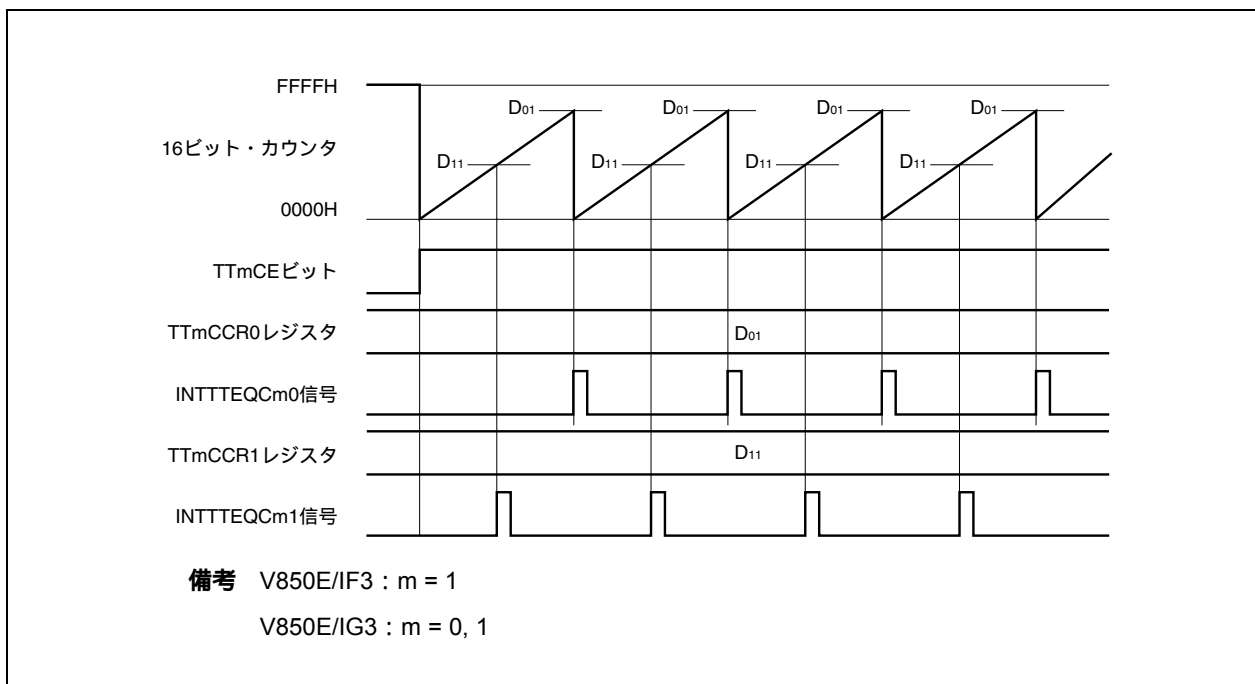 FFFFH
D01 D01 D01 D01
16ビット・カウンタ
D11 D11 D11 D11
0000H
TTmCEビット
TTmCCR0レジスタ D01
INTTTEQCm0信号
TTmCCR1レジスタ D11
INTTTEQCm1信号
備考 V850E/IF3：m = 1
V850E/IG3：m = 0, 1